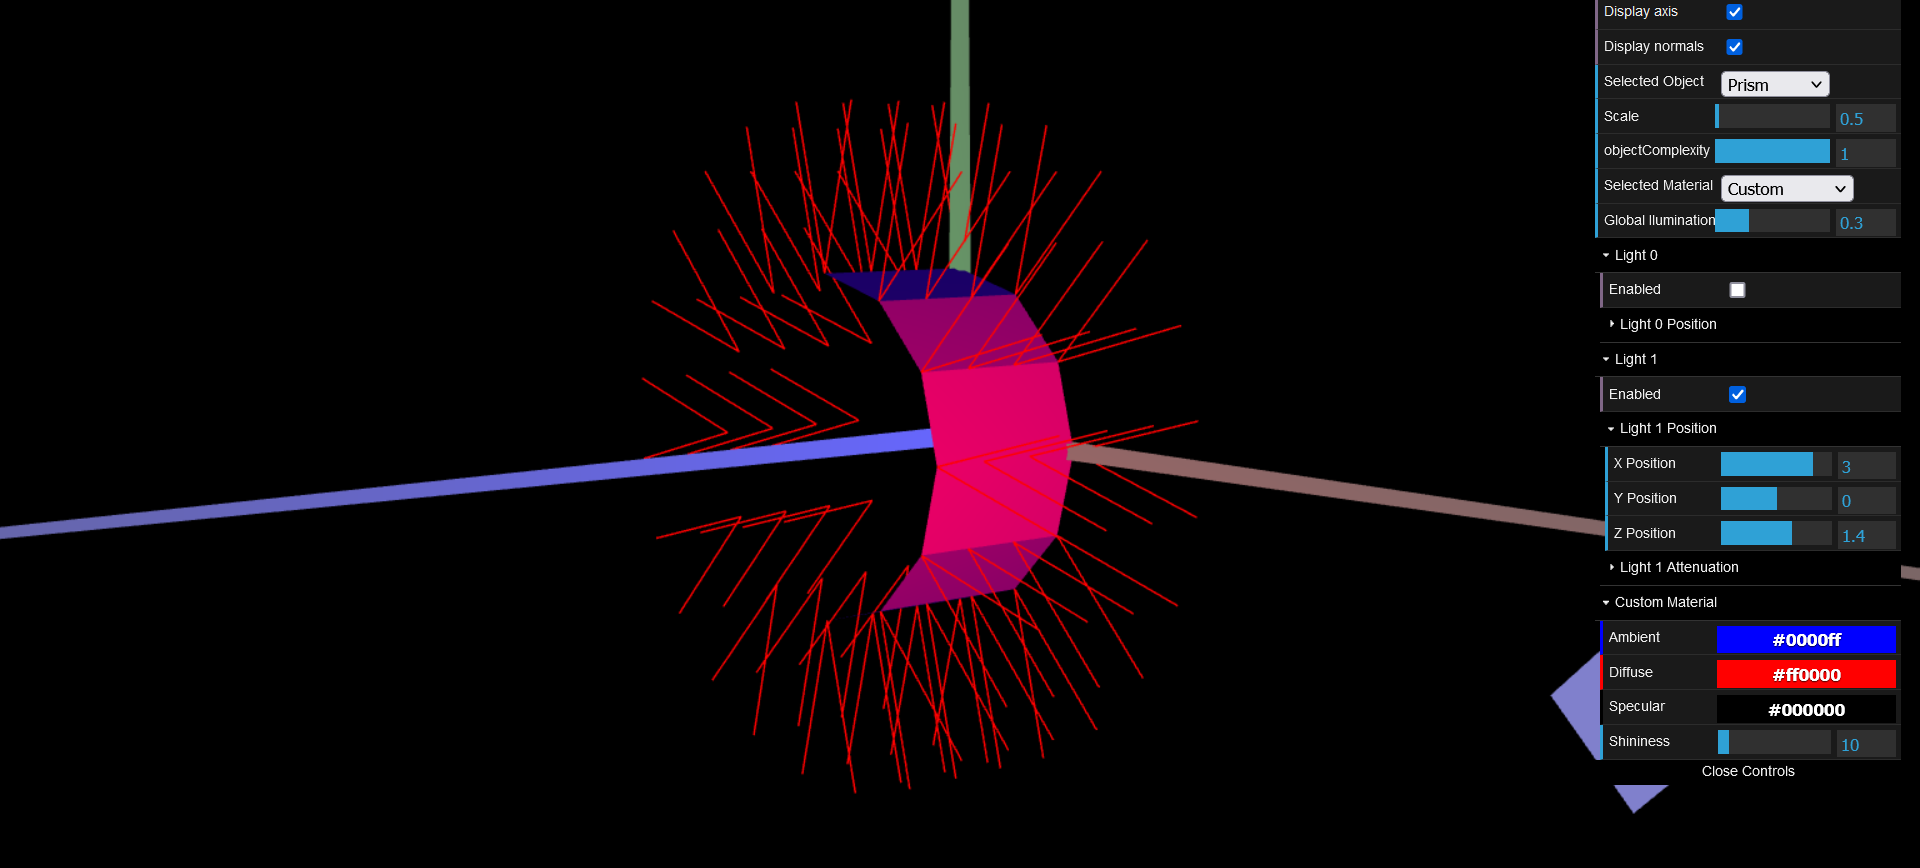 Display axis
Display normals
Selected Object Prism
Scale 0.5
objectComplexity 1
Selected Material Custom
Global Ilumination 0.3
Light 0
Enabled
Light 0 Position
Light 1
Enabled
Light 1 Position
X Position 3
Y Position 0
Z Position 1.4
Light 1 Attenuation
Custom Material
Ambient #0000ff
Diffuse #ff0000
Specular #000000
Shininess 10
Close Controls